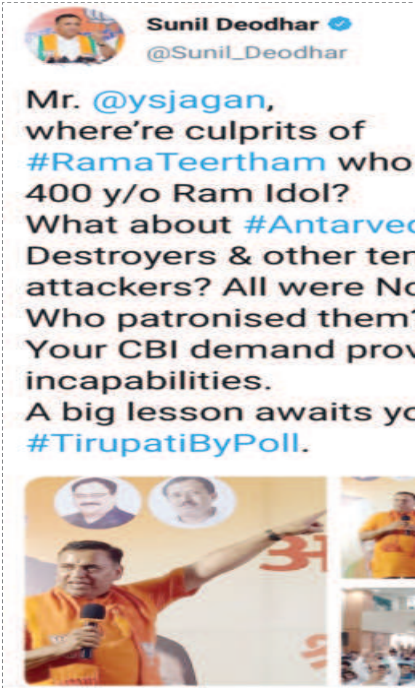 Sunil Deodhar
@Sunil_Deodhar
Mr. @ysjagan,
where're culprits of
#RamaTeertham who
400 y/o Ram Idol?
What about #Antarved
Destroyers & other tem
attackers? All were No
Who patronised them?
Your CBI demand prov
incapabilities.
A big lesson awaits yo
#TirupatiByPoll.